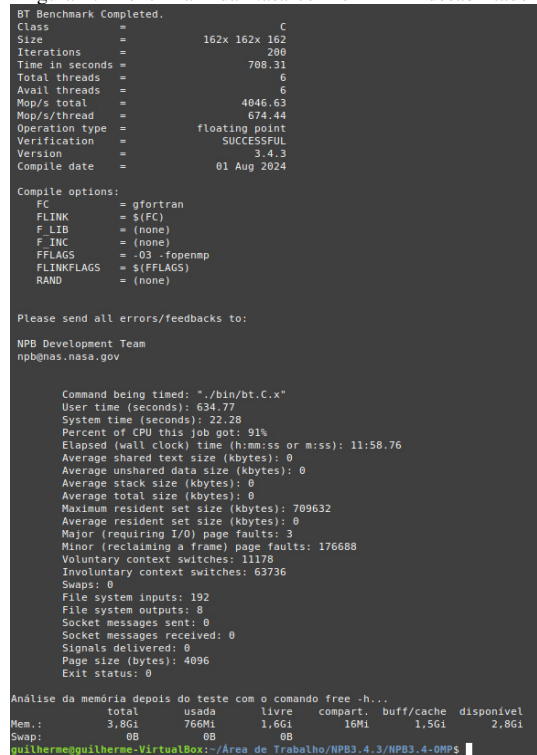 BT Benchmark Completed.
Class = C
Size = 162x 162x 162
Iterations = 200
Time in seconds = 708.31
Total threads = 6
Avail threads = 6
Mop/s total = 4046.63
Mop/s/thread = 674.44
Operation type = floating point
Verification = SUCCESSFUL
Version = 3.4.3
Compile date = 01 Aug 2024
Compile options:
FC = gfortran
FLINK = $(FC)
F_LIB = (none)
F_INC = (none)
FFLAGS = -O3 -fopenmp
FLINKFLAGS = $(FFLAGS)
RAND = (none)
Please send all errors/feedbacks to:
NPB Development Team
npb@nas.nasa.gov
Command being timed: "./bin/bt.C.x"
User time (seconds): 634.77
System time (seconds): 22.28
Percent of CPU this job got: 91%
Elapsed (wall clock) time (h:mm:ss or m:ss): 11:58.76
Average shared text size (kbytes): 0
Average unshared data size (kbytes): 0
Average stack size (kbytes): 0
Average total size (kbytes): 0
Maximum resident set size (kbytes): 709632
Average resident set size (kbytes): 0
Major (requiring I/O) page faults: 3
Minor (reclaiming a frame) page faults: 176688
Voluntary context switches: 11178
Involuntary context switches: 63736
Swaps: 0
File system inputs: 192
File system outputs: 8
Socket messages sent: 0
Socket messages received: 0
Signals delivered: 0
Page size (bytes): 4096
Exit status: 0
Análise da memória depois do teste com o comando free -h...
total usada livre compart. buff/cache disponível
Mem.: 3,8Gi 766Mi 1,6Gi 16Mi 1,5Gi 2,8Gi
Swap: 0B 0B 0B
guilherme@guilherme-VirtualBox:~/Área de Trabalho/NPB3.4.3/NPB3.4-OMP$